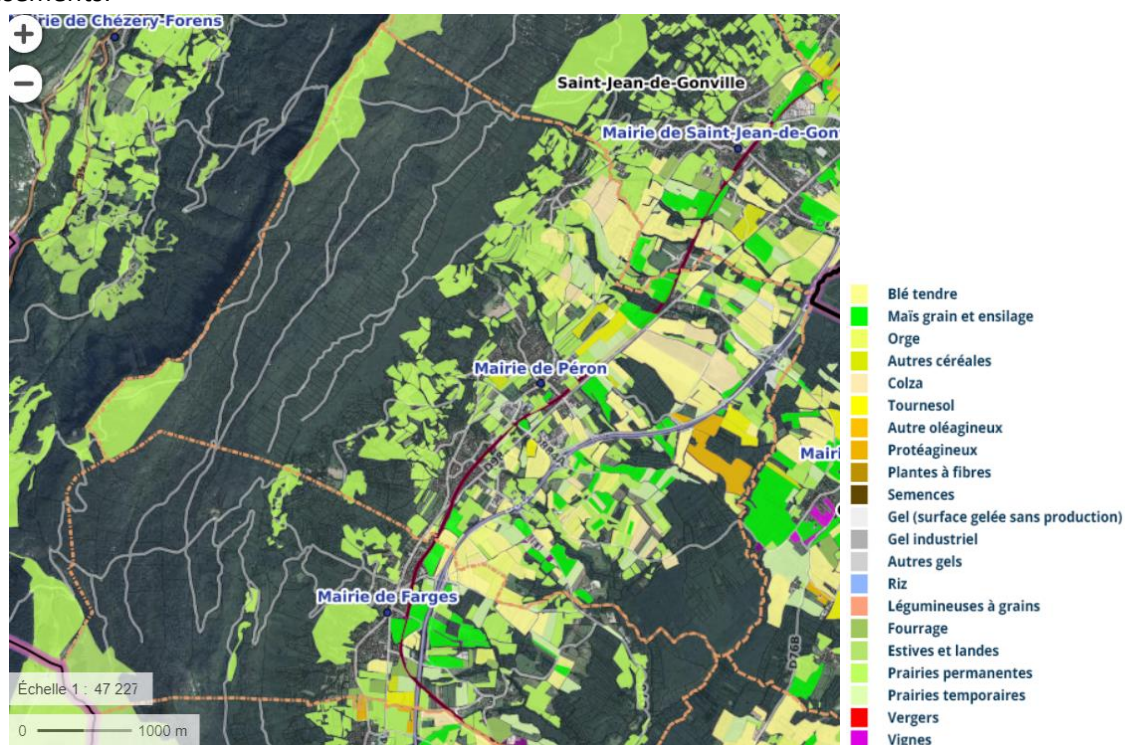 sements.
irie de Chézery-Forens
+
−
Saint-Jean-de-Gonville
Mairie de Saint-Jean-de-Gon
Mairie de Péron
Mairi
Mairie de Farges
D76B
Échelle 1 : 47 227
0 1000 m
Blé tendre
Maïs grain et ensilage
Orge
Autres céréales
Colza
Tournesol
Autre oléagineux
Protéagineux
Plantes à fibres
Semences
Gel (surface gelée sans production)
Gel industriel
Autres gels
Riz
Légumineuses à grains
Fourrage
Estives et landes
Prairies permanentes
Prairies temporaires
Vergers
Vignes